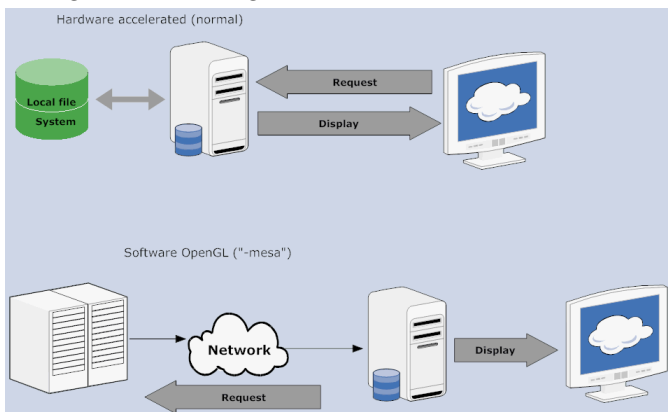 Hardware accelerated (normal)
Local file
System
Request
Display
Software OpenGL ("-mesa")
Network
Display
Request